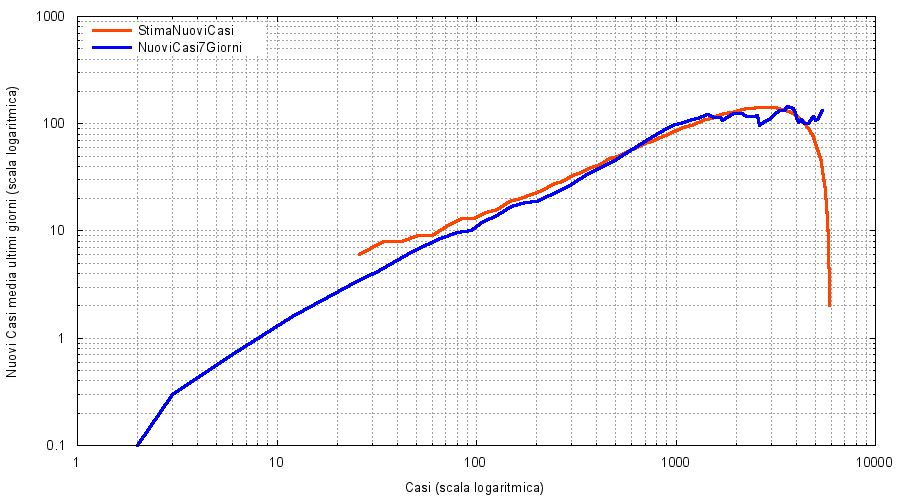 1000
StimaNuoviCasi
NuoviCasi7Giorni
100
10
1
0.1
Nuovi Casi media ultimi giorni (scala logaritmica)
1 10 100 1000 10000
Casi (scala logaritmica)